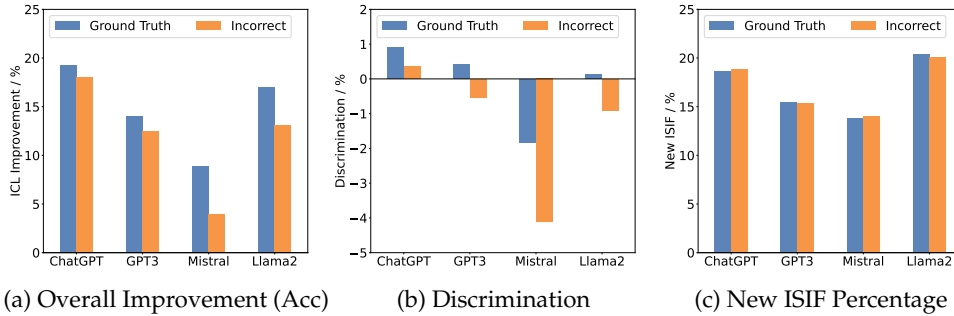 25
20
15
10
5
0
ICL Improvement / %
Ground Truth
Incorrect
ChatGPT GPT3 Mistral Llama2
(a) Overall Improvement (Acc)
2
1
0
−1
−2
−3
−4
−5
Discrimination / %
Ground Truth
Incorrect
ChatGPT GPT3 Mistral Llama2
(b) Discrimination
25
20
15
10
5
0
New ISIF / %
Ground Truth
Incorrect
ChatGPT GPT3 Mistral Llama2
(c) New ISIF Percentage